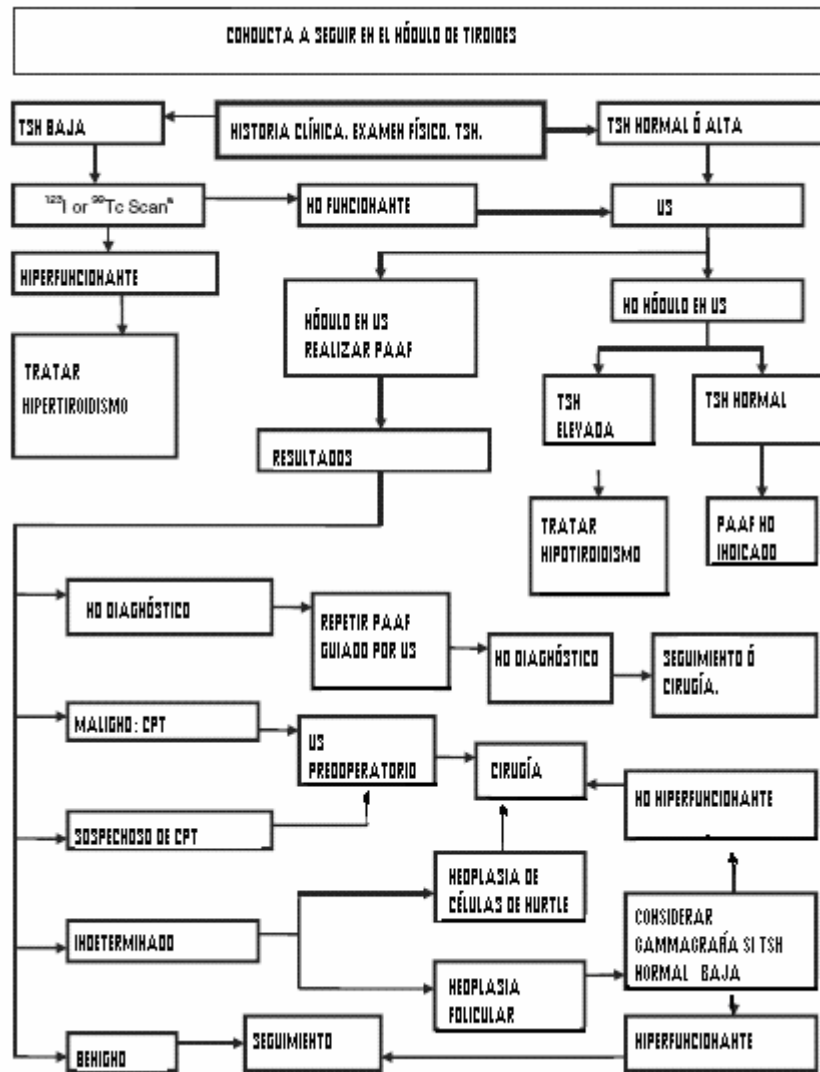 CONDUCTA A SEGUIR EN EL NÓDULO DE TIROIDES
TSH BAJA
HISTORIA CLÍNICA. EXAMEN FÍSICO. TSH.
TSH NORMAL Ó ALTA
¹²³I or ⁹⁹Tc Scanᵃ
NO FUNCIONANTE
US
HIPERFUNCIONANTE
NÓDULO EN US
REALIZAR PAAF
NO NÓDULO EN US
TRATAR
HIPERTIROIDISMO
TSH
ELEVADA
TSH NORMAL
RESULTADOS
TRATAR
HIPOTIROIDISMO
PAAF NO
INDICADO
NO DIAGNÓSTICO
REPETIR PAAF
GUIADO POR US
NO DIAGNÓSTICO
SEGUIMIENTO Ó
CIRUGÍA.
MALIGNO: CPT
US
PREOPERATORIO
CIRUGÍA
NO HIPERFUNCIONANTE
SOSPECHOSO DE CPT
NEOPLASIA DE
CÉLULAS DE HURTLE
INDETERMINADO
CONSIDERAR
GAMMAGRAFÍA SI TSH
NORMAL BAJA
NEOPLASIA
FOLICULAR
BENIGNO
SEGUIMIENTO
HIPERFUNCIONANTE